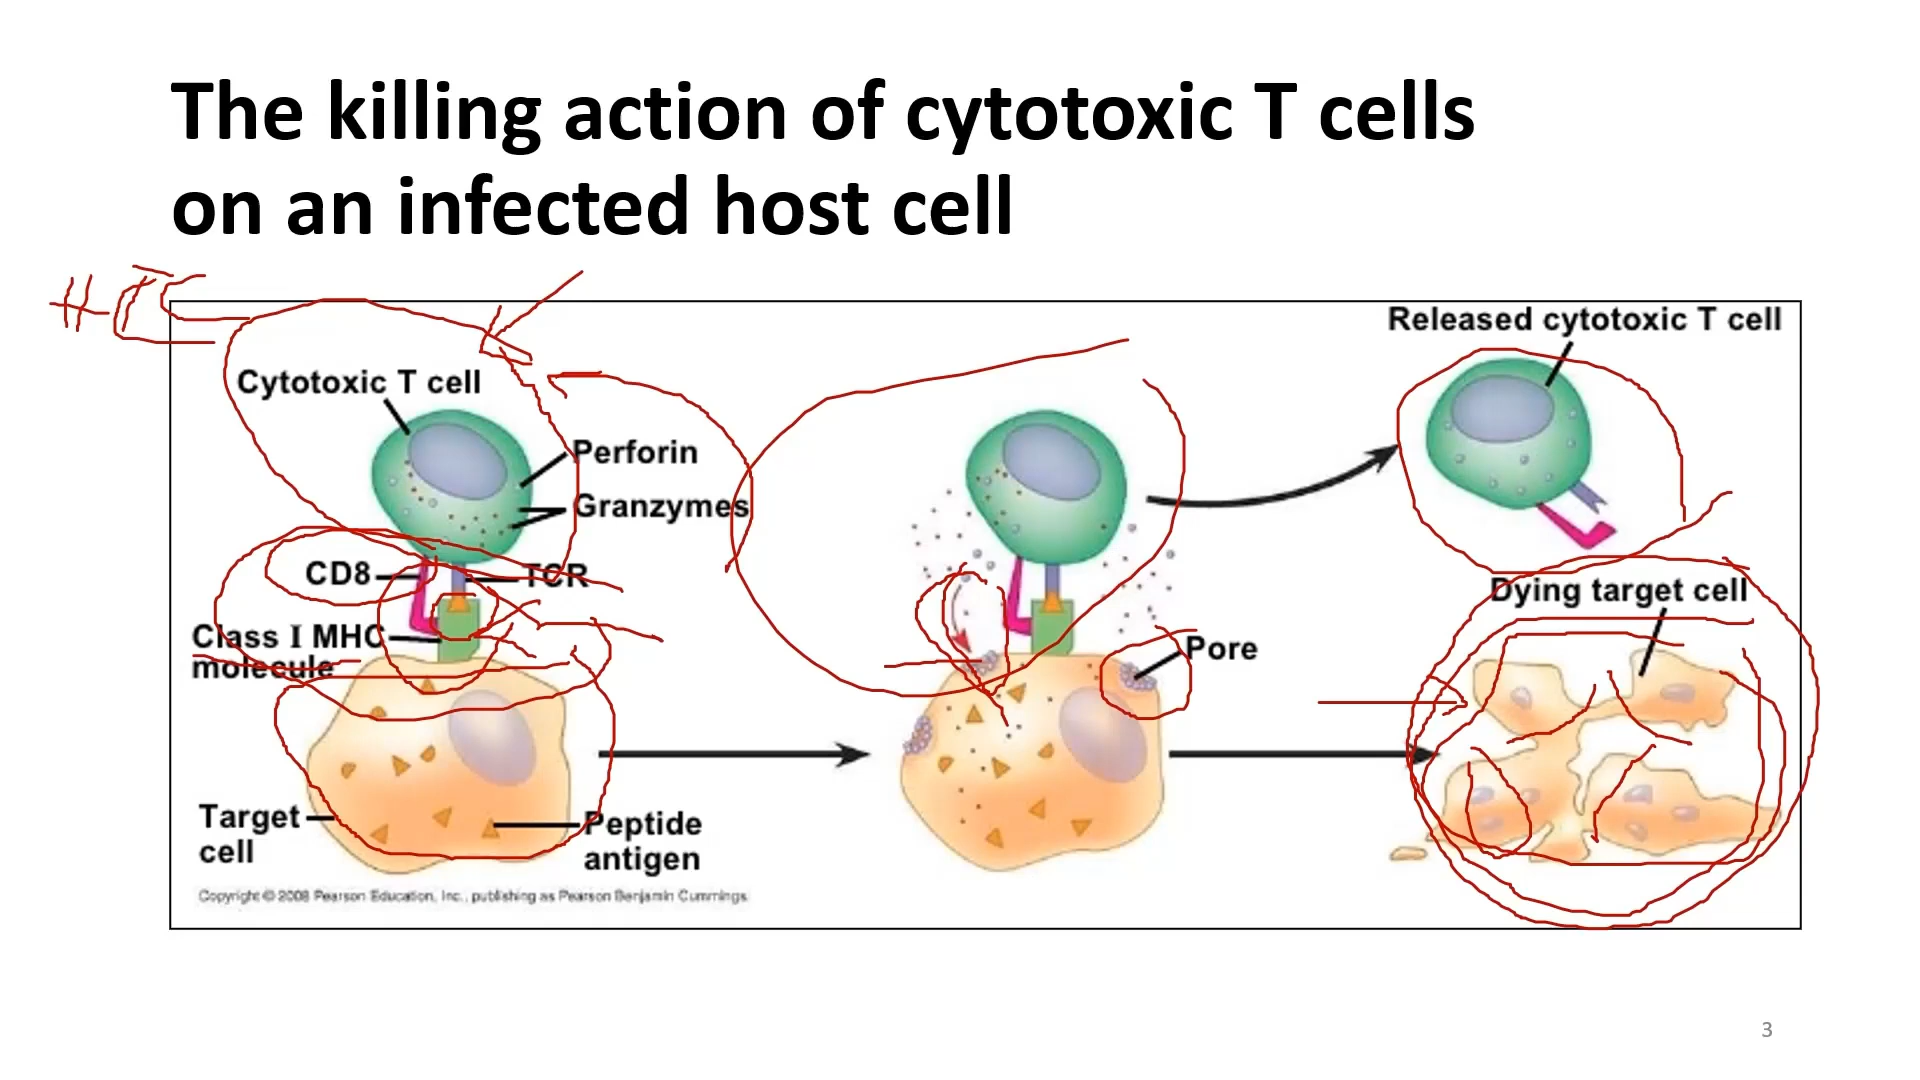 The killing action of cytotoxic T cells
on an infected host cell
Released cytotoxic T cell
Cytotoxic T cell
Perforin
Granzymes
CD8
TCR
Class I MHC
molecule
Dying target cell
Pore
Target
cell
Peptide
antigen
Copyright © 2008 Pearson Education, Inc., publishing as Pearson Benjamin Cummings.
3